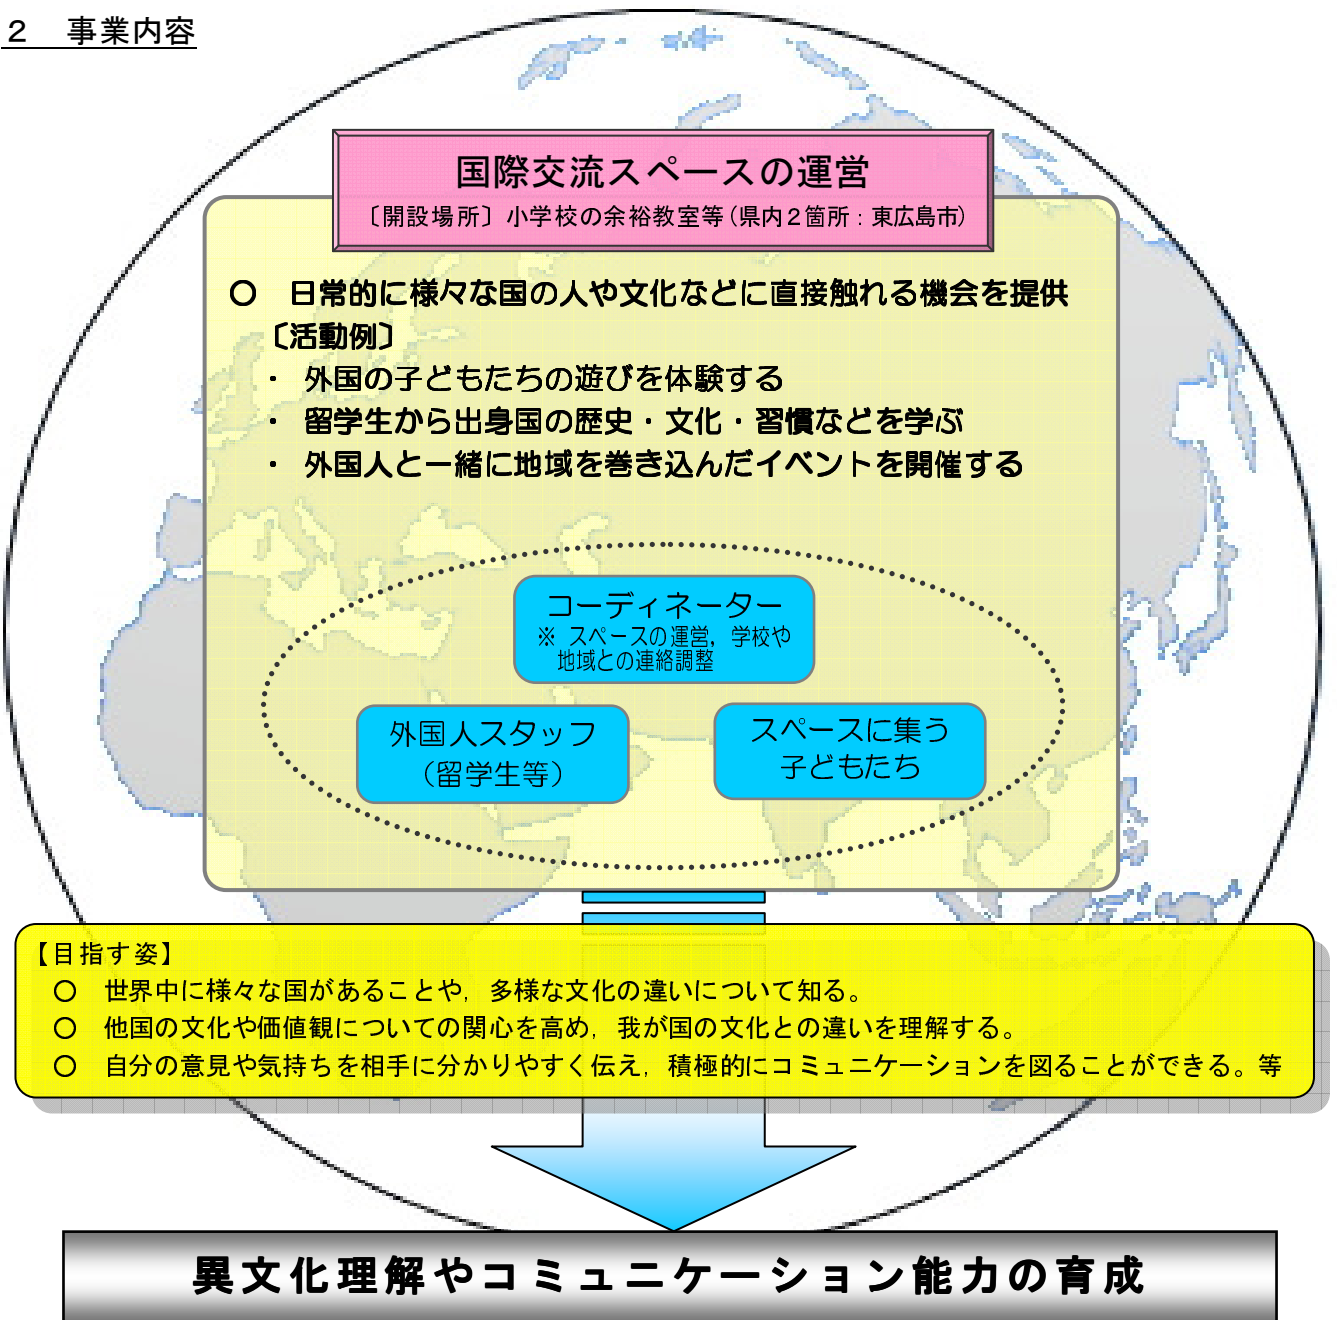 ２　事業内容
国際交流スペースの運営
〔開設場所〕小学校の余裕教室等（県内２箇所：東広島市）
○　日常的に様々な国の人や文化などに直接触れる機会を提供
〔活動例〕
・　外国の子どもたちの遊びを体験する
・　留学生から出身国の歴史・文化・習慣などを学ぶ
・　外国人と一緒に地域を巻き込んだイベントを開催する
コーディネーター
※　スペースの運営，学校や
地域との連絡調整
外国人スタッフ
（留学生等）
スペースに集う
子どもたち
【目指す姿】
○　世界中に様々な国があることや，多様な文化の違いについて知る。
○　他国の文化や価値観についての関心を高め，我が国の文化との違いを理解する。
○　自分の意見や気持ちを相手に分かりやすく伝え，積極的にコミュニケーションを図ることができる。等
異文化理解やコミュニケーション能力の育成